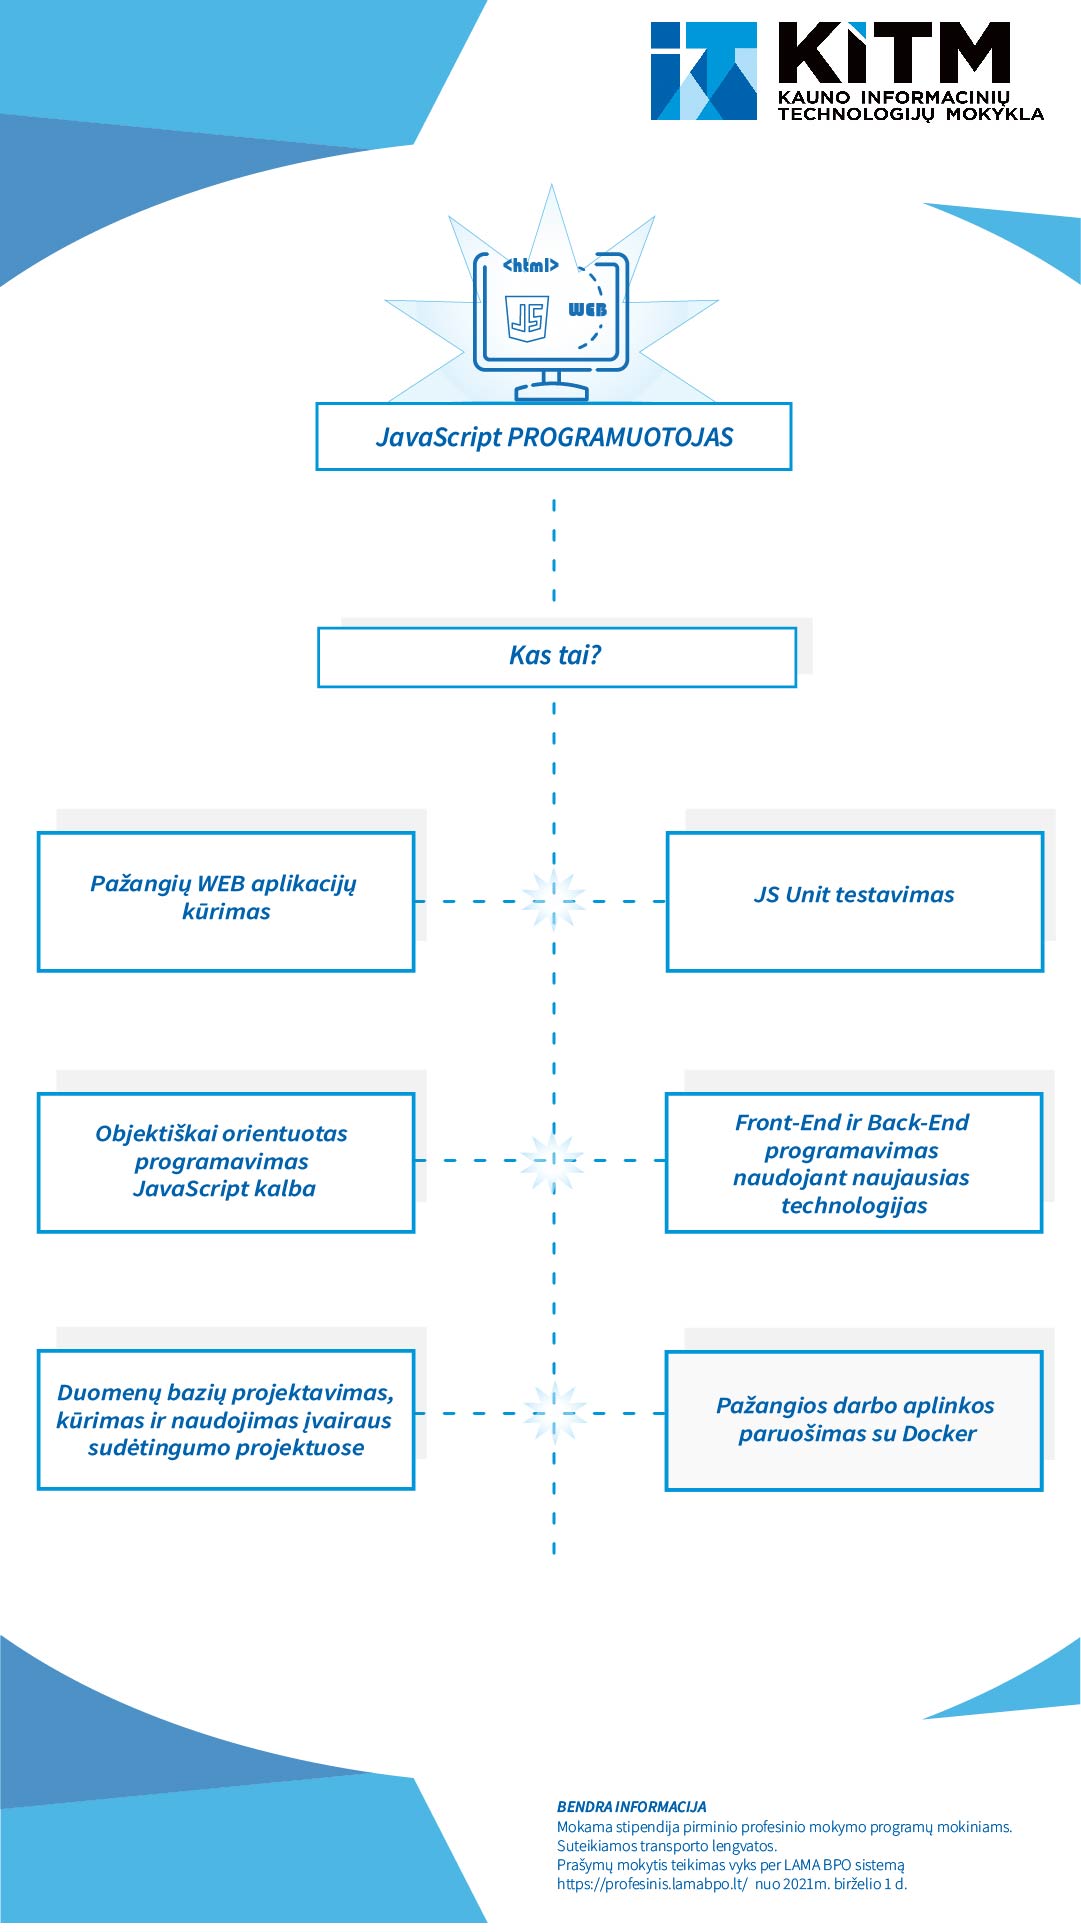 KiTM
KAUNO INFORMACINIŲ
TECHNOLOGIJŲ MOKYKLA
<html>
JS
WEB
JavaScript PROGRAMUOTOJAS
Kas tai?
Pažangių WEB aplikacijų
kūrimas
JS Unit testavimas
Objektiškai orientuotas
programavimas
JavaScript kalba
Front-End ir Back-End
programavimas
naudojant naujausias
technologijas
Duomenų bazių projektavimas,
kūrimas ir naudojimas įvairaus
sudėtingumo projektuose
Pažangios darbo aplinkos
paruošimas su Docker
BENDRA INFORMACIJA
Mokama stipendija pirminio profesinio mokymo programų mokiniams.
Suteikiamos transporto lengvatos.
Prašymų mokytis teikimas vyks per LAMA BPO sistemą
https://profesinis.lamabpo.lt/ nuo 2021m. birželio 1 d.